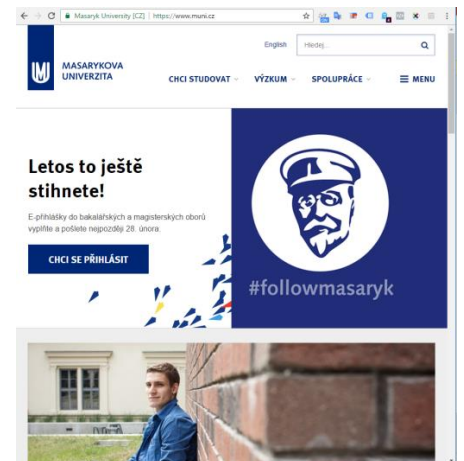 Masaryk University [CZ] | https://www.muni.cz
English
Hledej...
MASARYKOVA
UNIVERZITA
CHCI STUDOVAT
VÝZKUM
SPOLUPRÁCE
MENU
Letos to ještě
stihnete!
E-přihlášky do bakalářských a magisterských oborů
vyplňte a pošlete nejpozději 28. února.
CHCI SE PŘIHLÁSIT
#followmasaryk